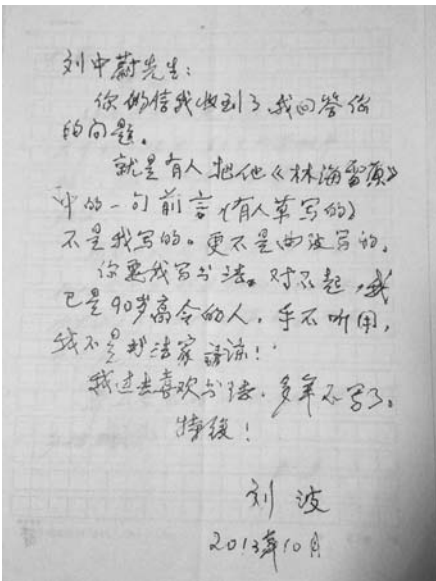 刘中蔚先生:
你的信我收到了,我回答你
的问题。
就是有人把他《林海雪原》
中的一句前言(有人草写的)
不是我写的。更不是曲波写的。
你要我写书法。对不起,我
已是90岁高令的人,手不听用,
我不是书法家 请谅!
我过去喜欢书法,多年不写了。
特复!
刘 波
2013年10月